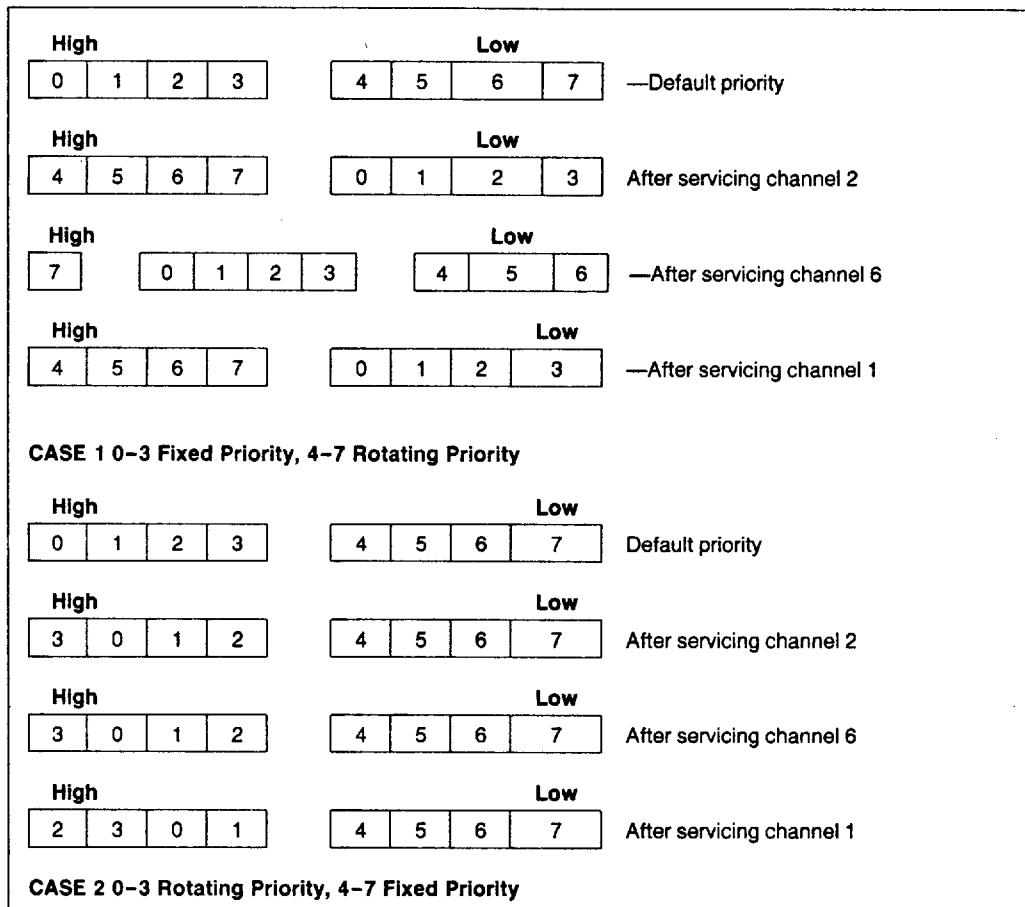 High Low
0 1 2 3 4 5 6 7 —Default priority
High Low
4 5 6 7 0 1 2 3 After servicing channel 2
High Low
7 0 1 2 3 4 5 6 —After servicing channel 6
High Low
4 5 6 7 0 1 2 3 —After servicing channel 1
CASE 1 0–3 Fixed Priority, 4–7 Rotating Priority
High Low
0 1 2 3 4 5 6 7 Default priority
High Low
3 0 1 2 4 5 6 7 After servicing channel 2
High Low
3 0 1 2 4 5 6 7 After servicing channel 6
High Low
2 3 0 1 4 5 6 7 After servicing channel 1
CASE 2 0–3 Rotating Priority, 4–7 Fixed Priority